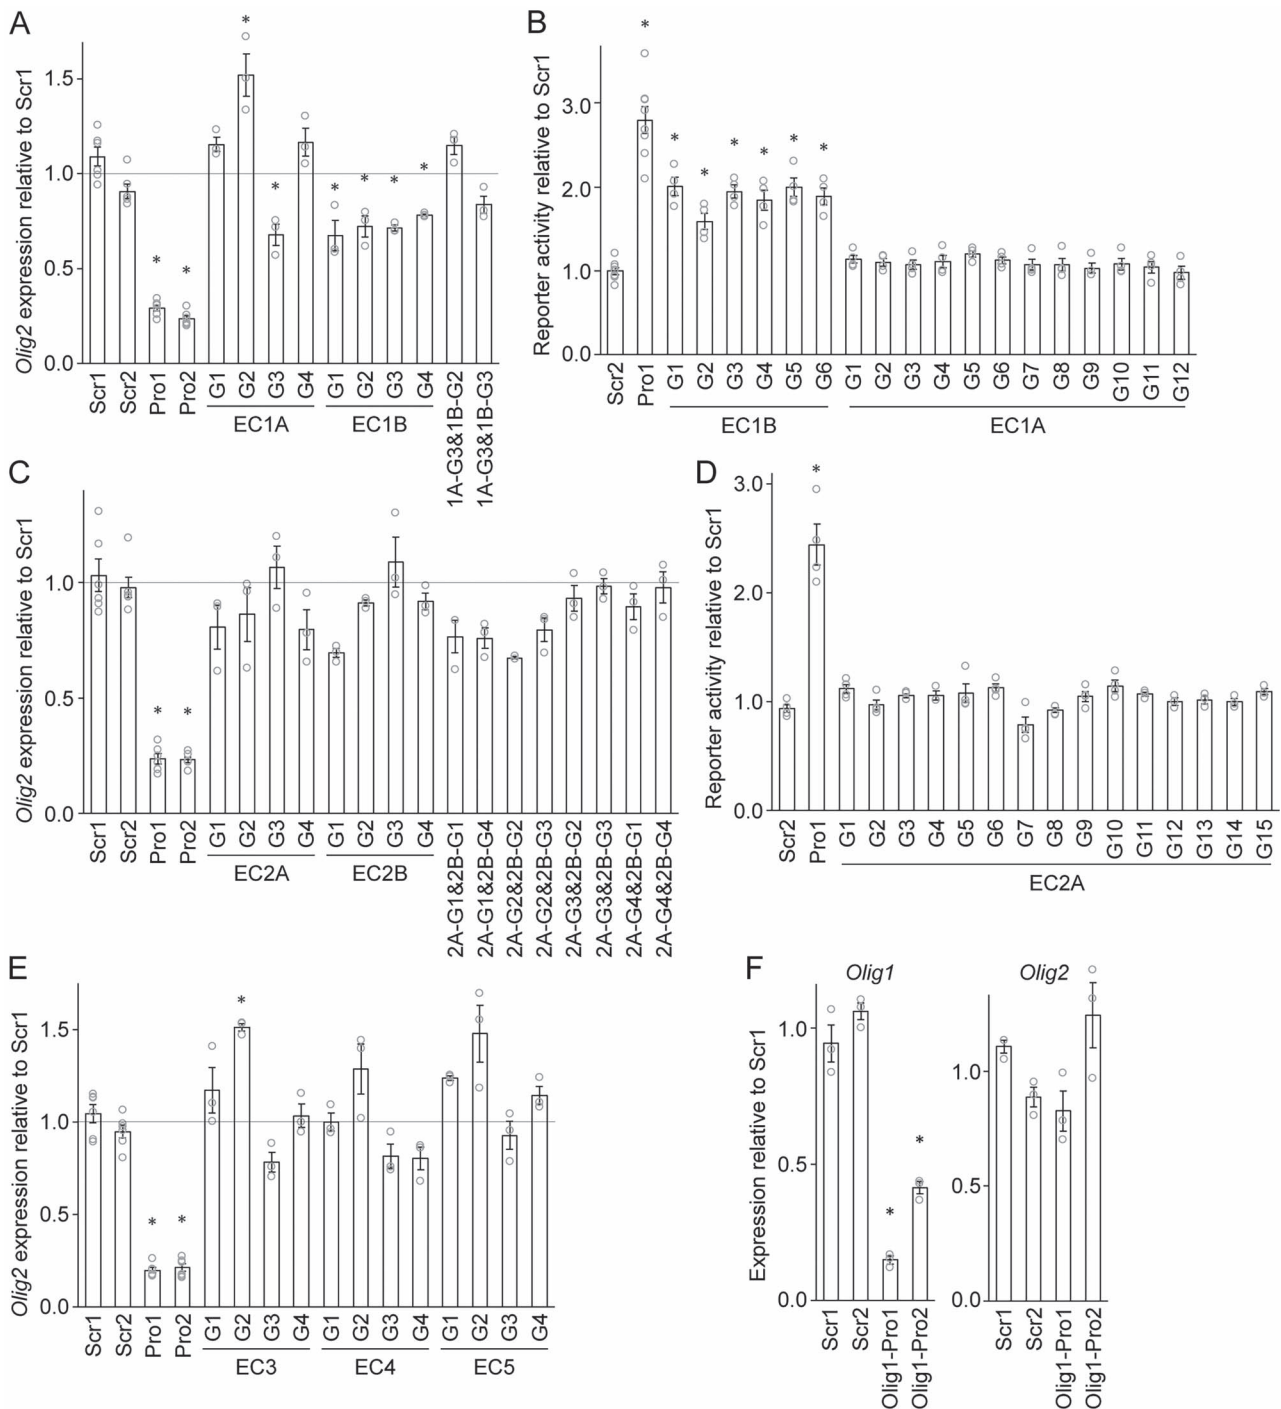 A
Olig2 expression relative to Scr1
1.5
1.0
0.5
0.0
* * * * * * * * *
Scr1 Scr2 Pro1 Pro2 G1 G2 G3 G4 G1 G2 G3 G4 1A-G3&1B-G2 1A-G3&1B-G3
EC1A EC1B
B
Reporter activity relative to Scr1
3.0
2.0
1.0
0.0
* * * * * * *
Scr2 Pro1 G1 G2 G3 G4 G5 G6 G1 G2 G3 G4 G5 G6 G7 G8 G9 G10 G11 G12
EC1B EC1A
C
Olig2 expression relative to Scr1
1.0
0.5
0.0
* *
Scr1 Scr2 Pro1 Pro2 G1 G2 G3 G4 G1 G2 G3 G4 2A-G1&2B-G1 2A-G1&2B-G4 2A-G2&2B-G2 2A-G2&2B-G3 2A-G3&2B-G2 2A-G3&2B-G3 2A-G4&2B-G1 2A-G4&2B-G4
EC2A EC2B
D
Reporter activity relative to Scr1
3.0
2.0
1.0
0.0
*
Scr2 Pro1 G1 G2 G3 G4 G5 G6 G7 G8 G9 G10 G11 G12 G13 G14 G15
EC2A
E
Olig2 expression relative to Scr1
1.5
1.0
0.5
0.0
* * *
Scr1 Scr2 Pro1 Pro2 G1 G2 G3 G4 G1 G2 G3 G4 G1 G2 G3 G4
EC3 EC4 EC5
F
Olig1 Olig2
Expression relative to Scr1
1.0
0.5
0.0
* *
Scr1 Scr2 Olig1-Pro1 Olig1-Pro2
1.0
0.5
0.0
Scr1 Scr2 Olig1-Pro1 Olig1-Pro2